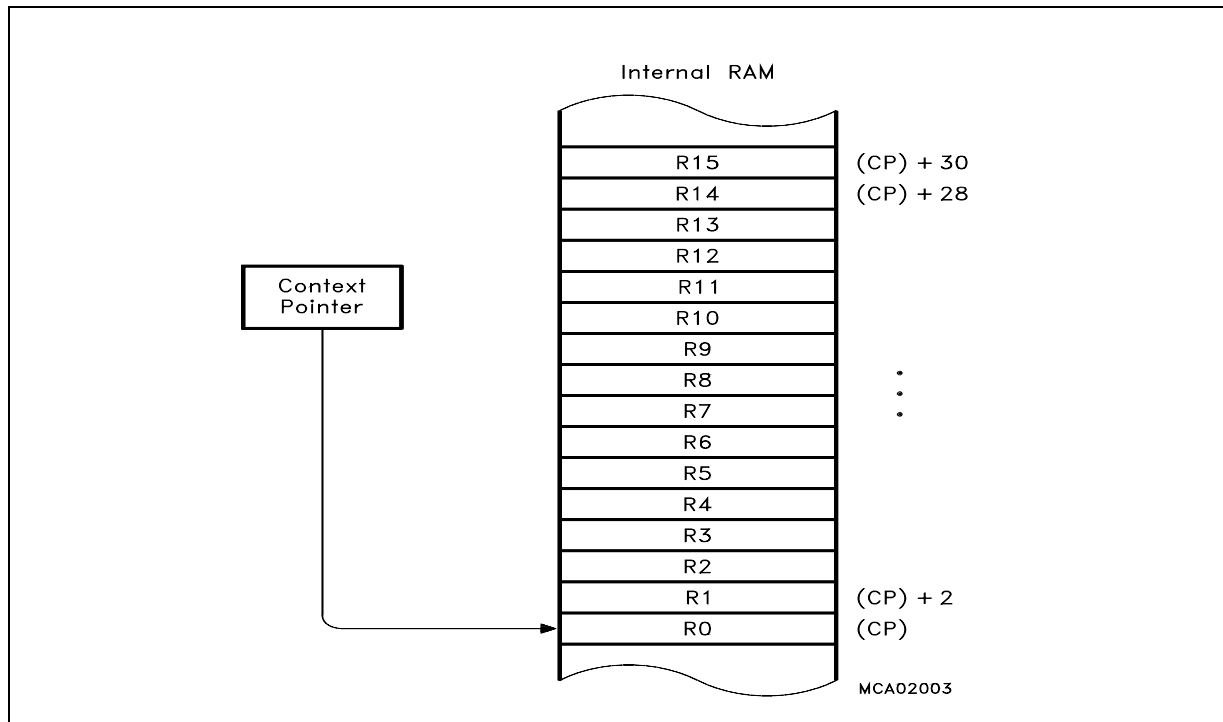 Internal RAM
R15 (CP) + 30
R14 (CP) + 28
R13
R12
Context
Pointer
R11
R10
R9
R8
R7
R6
R5
R4
R3
R2
R1 (CP) + 2
R0 (CP)
MCA02003